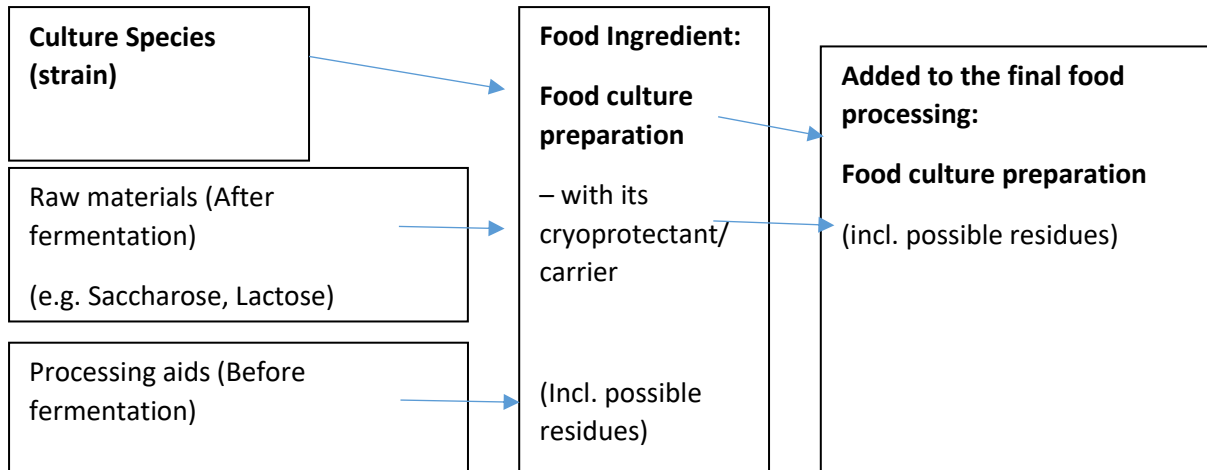 Culture Species
(strain)
Raw materials (After
fermentation)
(e.g. Saccharose, Lactose)
Processing aids (Before
fermentation)
Food Ingredient:
Food culture
preparation
– with its
cryoprotectant/
carrier
(Incl. possible
residues)
Added to the final food
processing:
Food culture preparation
(incl. possible residues)